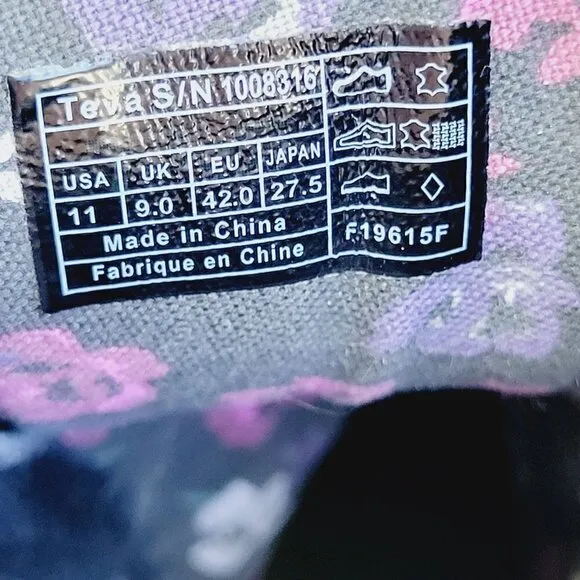 Teva S/N 1008316
USA UK EU JAPAN
11 9.0 42.0 27.5
Made in China
Fabrique en Chine
F19615F